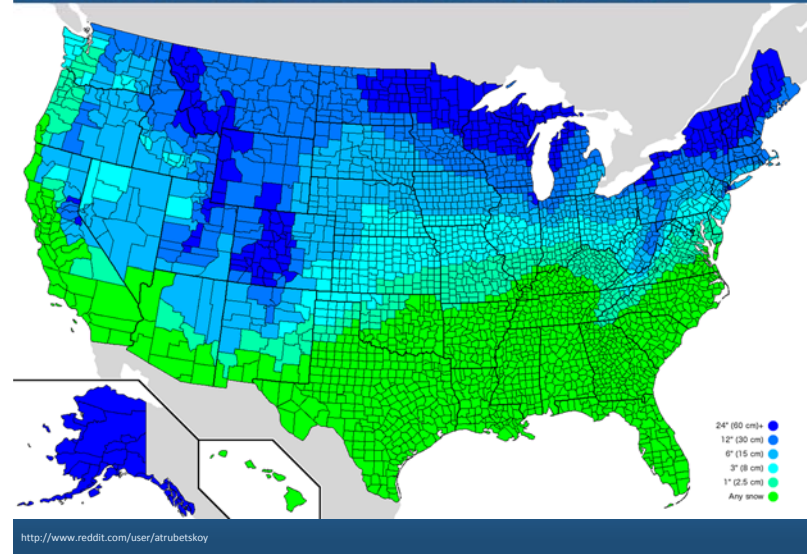 24" (60 cm)+
12" (30 cm)
6" (15 cm)
3" (8 cm)
1" (2.5 cm)
Any snow
http://www.reddit.com/user/atrubetskoy